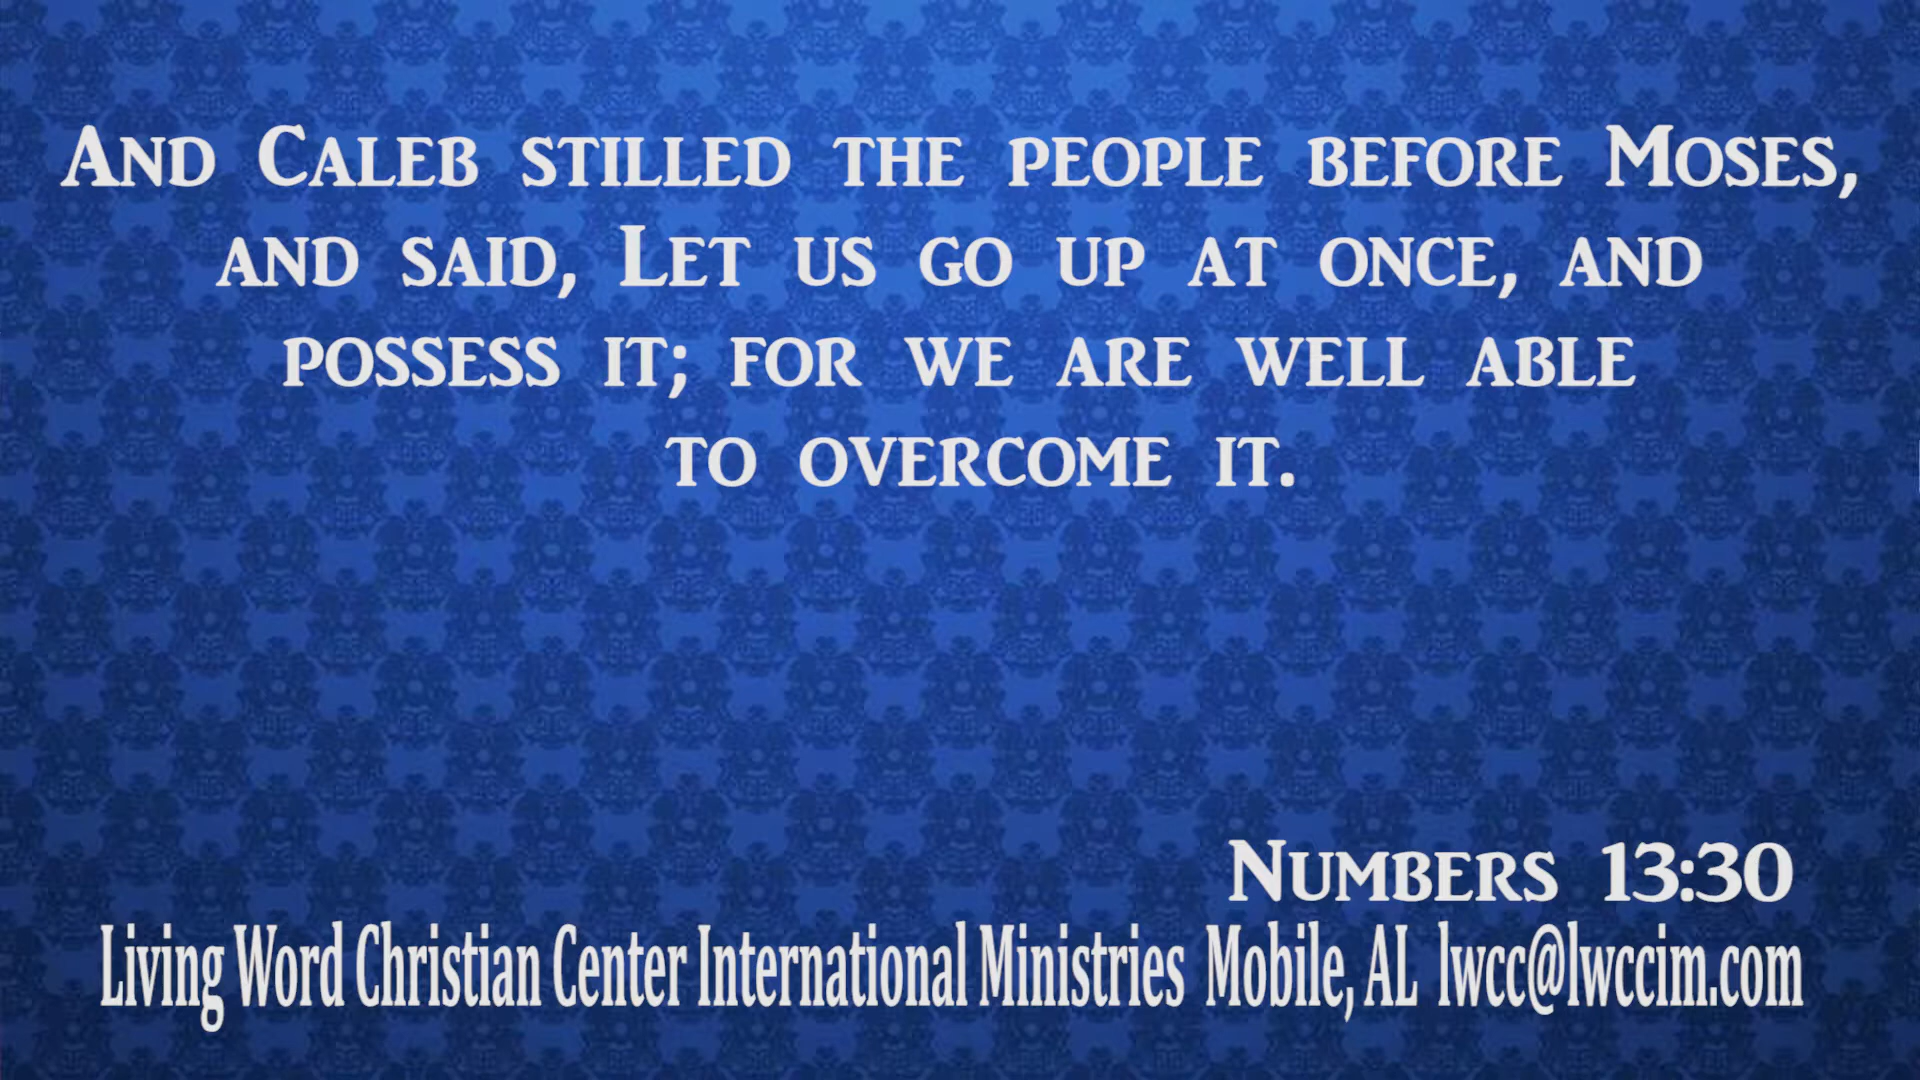 And Caleb stilled the people before Moses,
and said, Let us go up at once, and
possess it; for we are well able
to overcome it.
Numbers 13:30
Living Word Christian Center International Ministries Mobile, AL lwcc@lwccim.com